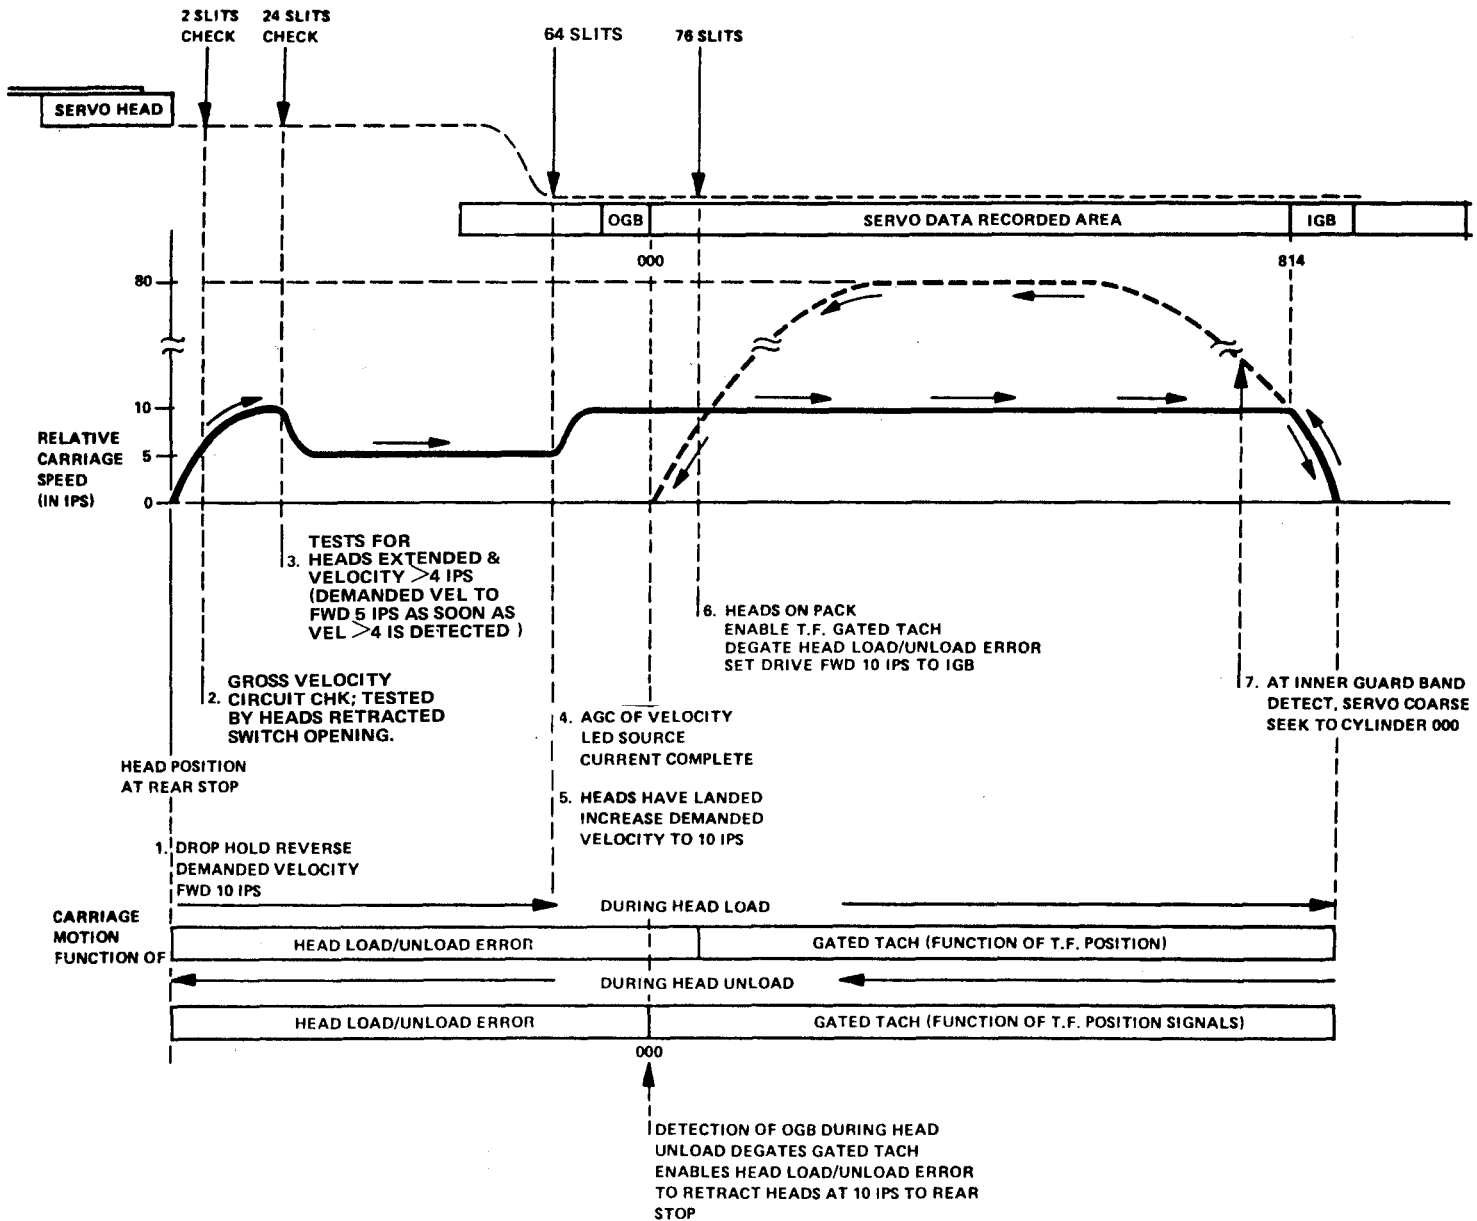 2 SLITS
CHECK
24 SLITS
CHECK
64 SLITS
76 SLITS
SERVO HEAD
OGB
SERVO DATA RECORDED AREA
IGB
000
814
80
10
5
0
RELATIVE
CARRIAGE
SPEED
(IN IPS)
3. TESTS FOR
HEADS EXTENDED &
VELOCITY >4 IPS
(DEMANDED VEL TO
FWD 5 IPS AS SOON AS
VEL >4 IS DETECTED )
2. GROSS VELOCITY
CIRCUIT CHK; TESTED
BY HEADS RETRACTED
SWITCH OPENING.
6. HEADS ON PACK
ENABLE T.F. GATED TACH
DEGATE HEAD LOAD/UNLOAD ERROR
SET DRIVE FWD 10 IPS TO IGB
7. AT INNER GUARD BAND
DETECT, SERVO COARSE
SEEK TO CYLINDER 000
4. AGC OF VELOCITY
LED SOURCE
CURRENT COMPLETE
HEAD POSITION
AT REAR STOP
5. HEADS HAVE LANDED
INCREASE DEMANDED
VELOCITY TO 10 IPS
1. DROP HOLD REVERSE
DEMANDED VELOCITY
FWD 10 IPS
CARRIAGE
MOTION
FUNCTION OF
DURING HEAD LOAD
HEAD LOAD/UNLOAD ERROR
GATED TACH (FUNCTION OF T.F. POSITION)
DURING HEAD UNLOAD
HEAD LOAD/UNLOAD ERROR
GATED TACH (FUNCTION OF T.F. POSITION SIGNALS)
000
DETECTION OF OGB DURING HEAD
UNLOAD DEGATES GATED TACH
ENABLES HEAD LOAD/UNLOAD ERROR
TO RETRACT HEADS AT 10 IPS TO REAR
STOP